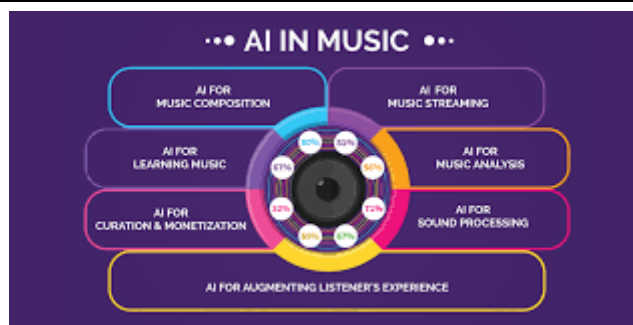 AI IN MUSIC
AI FOR
MUSIC COMPOSITION
AI FOR
MUSIC STREAMING
AI FOR
LEARNING MUSIC
AI FOR
MUSIC ANALYSIS
AI FOR
CURATION & MONETIZATION
AI FOR
SOUND PROCESSING
AI FOR AUGMENTING LISTENER'S EXPERIENCE